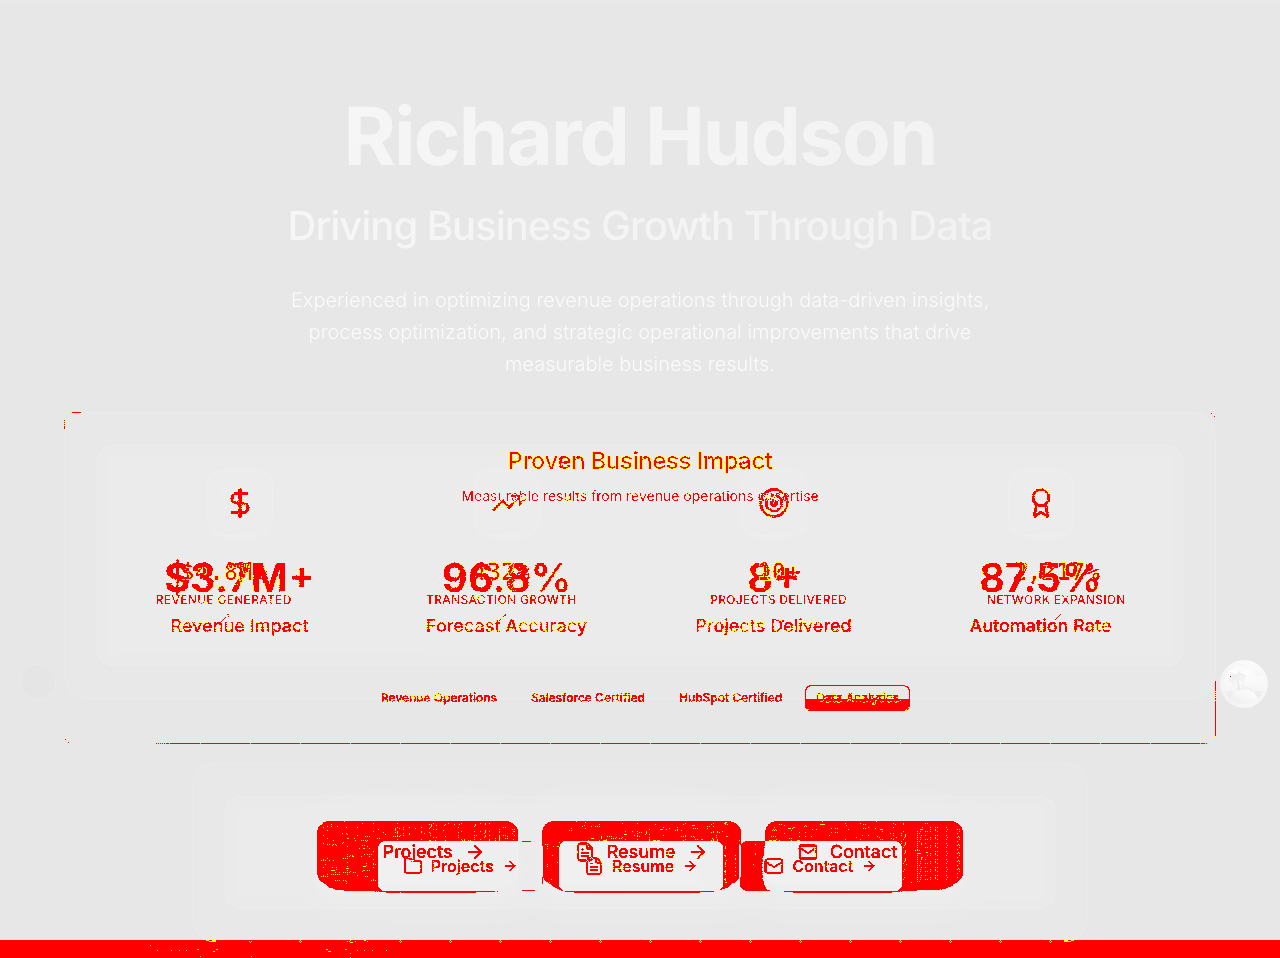 Richard Hudson
Driving Business Growth Through Data
Experienced in optimizing revenue operations through data-driven insights,
process optimization, and strategic operational improvements that drive
measurable business results.
Proven Business Impact
Measurable results from revenue operations expertise
$3.7M+ 96.8% 8+ 87.5%
REVENUE GENERATED TRANSACTION GROWTH PROJECTS DELIVERED NETWORK EXPANSION
Revenue Impact Forecast Accuracy Projects Delivered Automation Rate
Revenue Operations Salesforce Certified HubSpot Certified Data Analytics
Projects Resume Contact
Projects Resume Contact